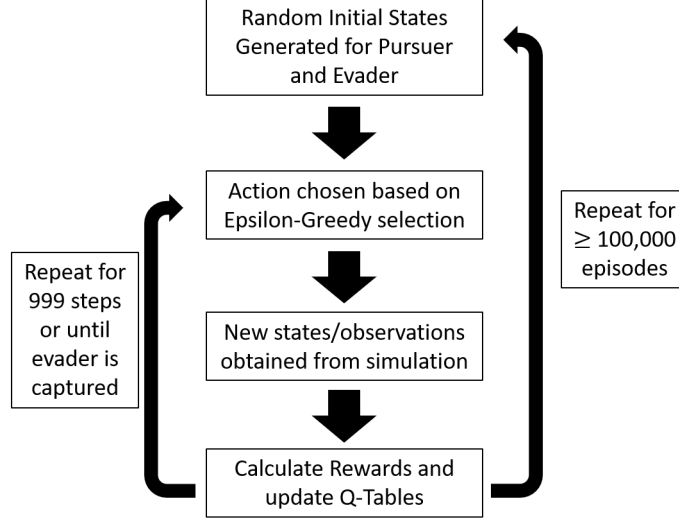 Random Initial States
Generated for Pursuer
and Evader
Action chosen based on
Epsilon-Greedy selection
Repeat for
≥ 100,000
episodes
Repeat for
999 steps
or until
evader is
captured
New states/observations
obtained from simulation
Calculate Rewards and
update Q-Tables